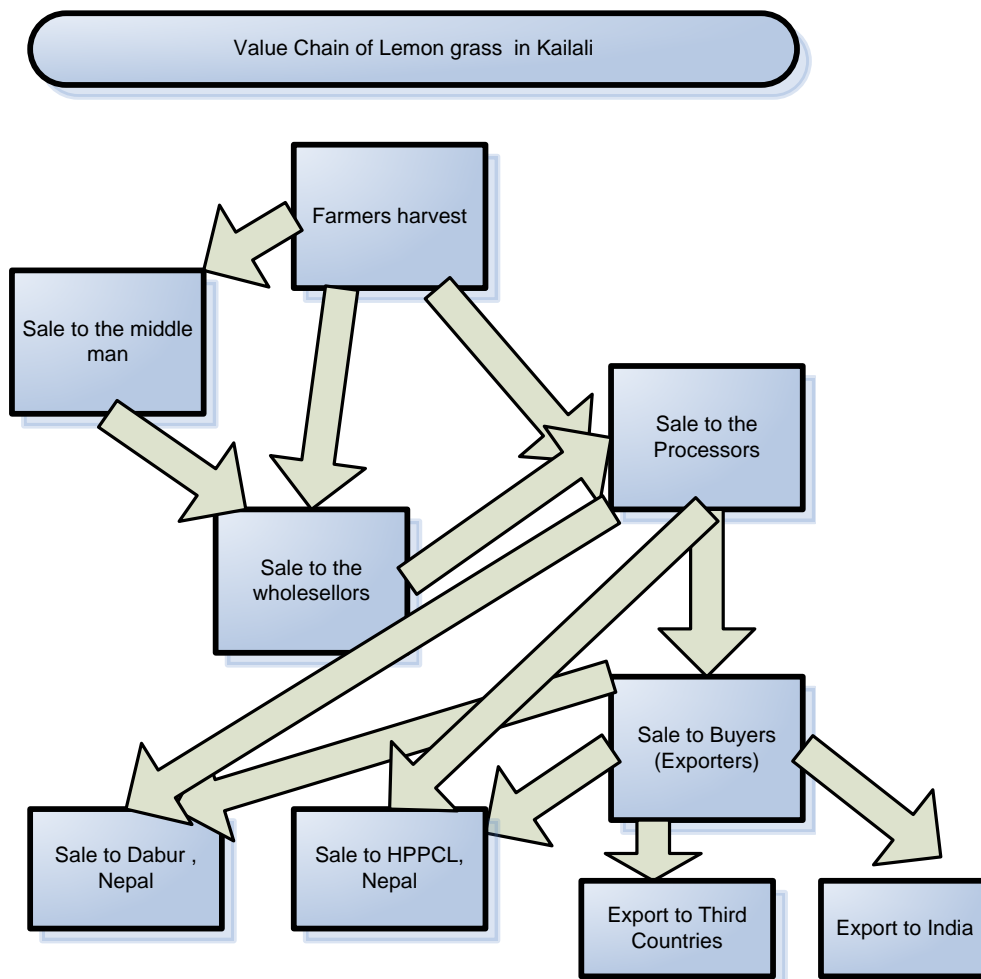 Value Chain of Lemon grass in Kailali
Farmers harvest
Sale to the middle
man
Sale to the
Processors
Sale to the
wholesellors
Sale to Buyers
(Exporters)
Sale to Dabur ,
Nepal
Sale to HPPCL,
Nepal
Export to Third
Countries
Export to India